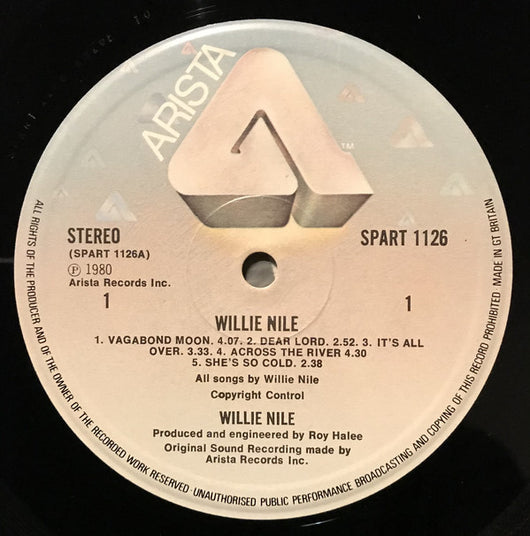 ARISTA
TM
STEREO
(SPART 1126A)
℗ 1980
Arista Records Inc.
1
SPART 1126
1
WILLIE NILE
1. VAGABOND MOON. 4.07. 2. DEAR LORD. 2.52. 3. IT'S ALL
OVER. 3.33. 4. ACROSS THE RIVER 4.30
5. SHE'S SO COLD. 2.38
All songs by Willie Nile
Copyright Control
WILLIE NILE
Produced and engineered by Roy Halee
Original Sound Recording made by
Arista Records Inc.
ALL RIGHTS OF THE PRODUCER AND OF THE OWNER OF THE RECORDED WORK RESERVED UNAUTHORISED PUBLIC PERFORMANCE BROADCASTING AND COPYING OF THIS RECORD PROHIBITED MADE IN GT BRITAIN